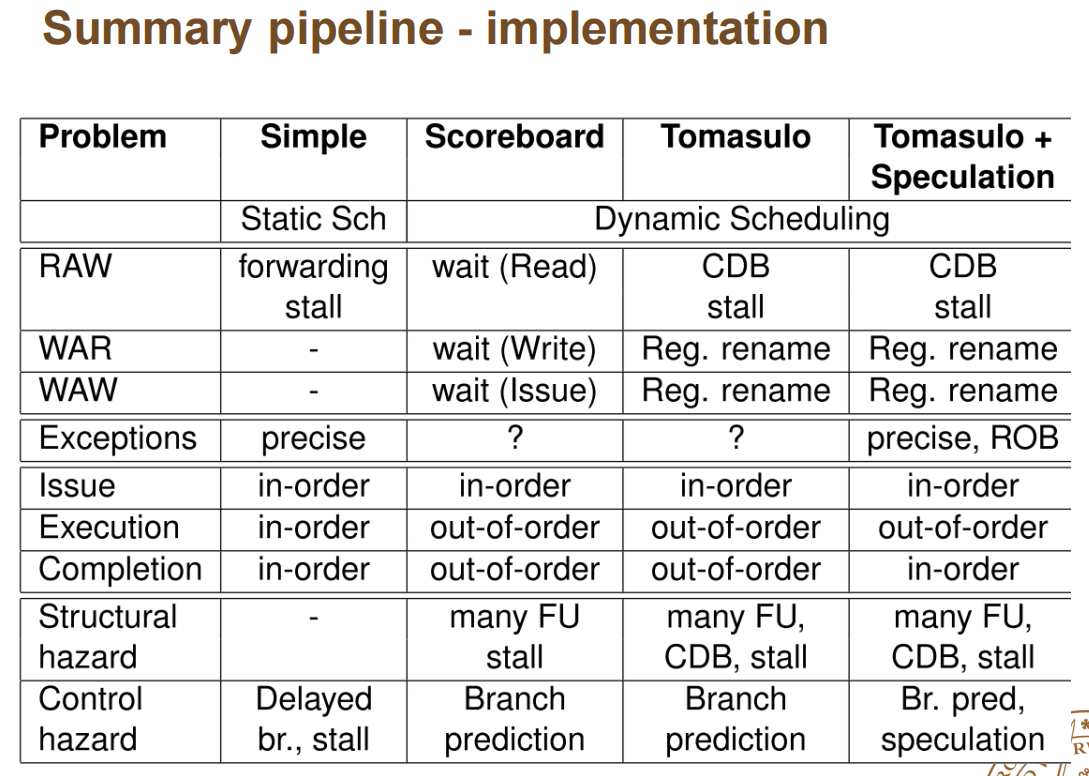 Summary pipeline - implementation
Problem Simple Scoreboard Tomasulo Tomasulo +
Speculation
Static Sch Dynamic Scheduling
RAW forwarding wait (Read) CDB CDB
stall stall stall
WAR - wait (Write) Reg. rename Reg. rename
WAW - wait (Issue) Reg. rename Reg. rename
Exceptions precise ? ? precise, ROB
Issue in-order in-order in-order in-order
Execution in-order out-of-order out-of-order out-of-order
Completion in-order out-of-order out-of-order in-order
Structural - many FU many FU, many FU,
hazard stall CDB, stall CDB, stall
Control Delayed Branch Branch Br. pred,
hazard br., stall prediction prediction speculation